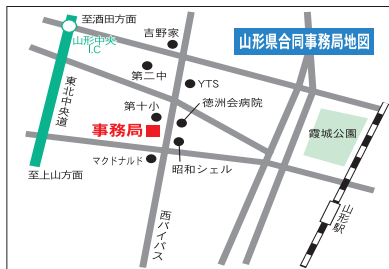 至酒田方面
吉野家
山形県合同事務局地図
山形中央
I.C
第二中
YTS
東北中央道
第十小
徳洲会病院
事務局
霞城公園
マクドナルド
昭和シェル
至上山方面
西バイパス
山形駅